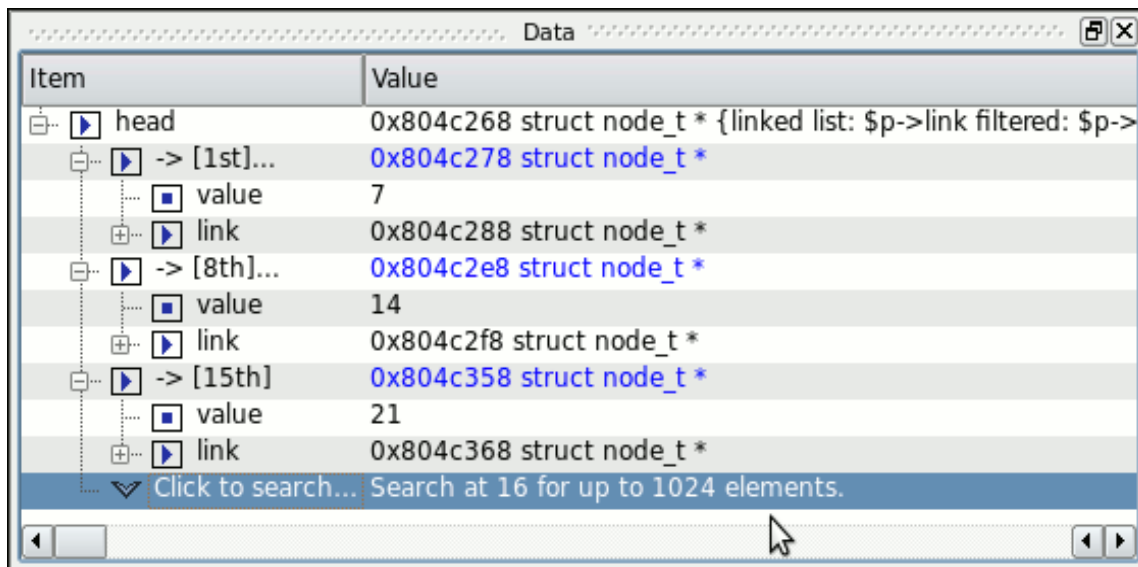 Data
Item Value
head 0x804c268 struct node_t * {linked list: $p->link filtered: $p->
-> [1st]... 0x804c278 struct node_t *
value 7
link 0x804c288 struct node_t *
-> [8th]... 0x804c2e8 struct node_t *
value 14
link 0x804c2f8 struct node_t *
-> [15th] 0x804c358 struct node_t *
value 21
link 0x804c368 struct node_t *
Click to search... Search at 16 for up to 1024 elements.